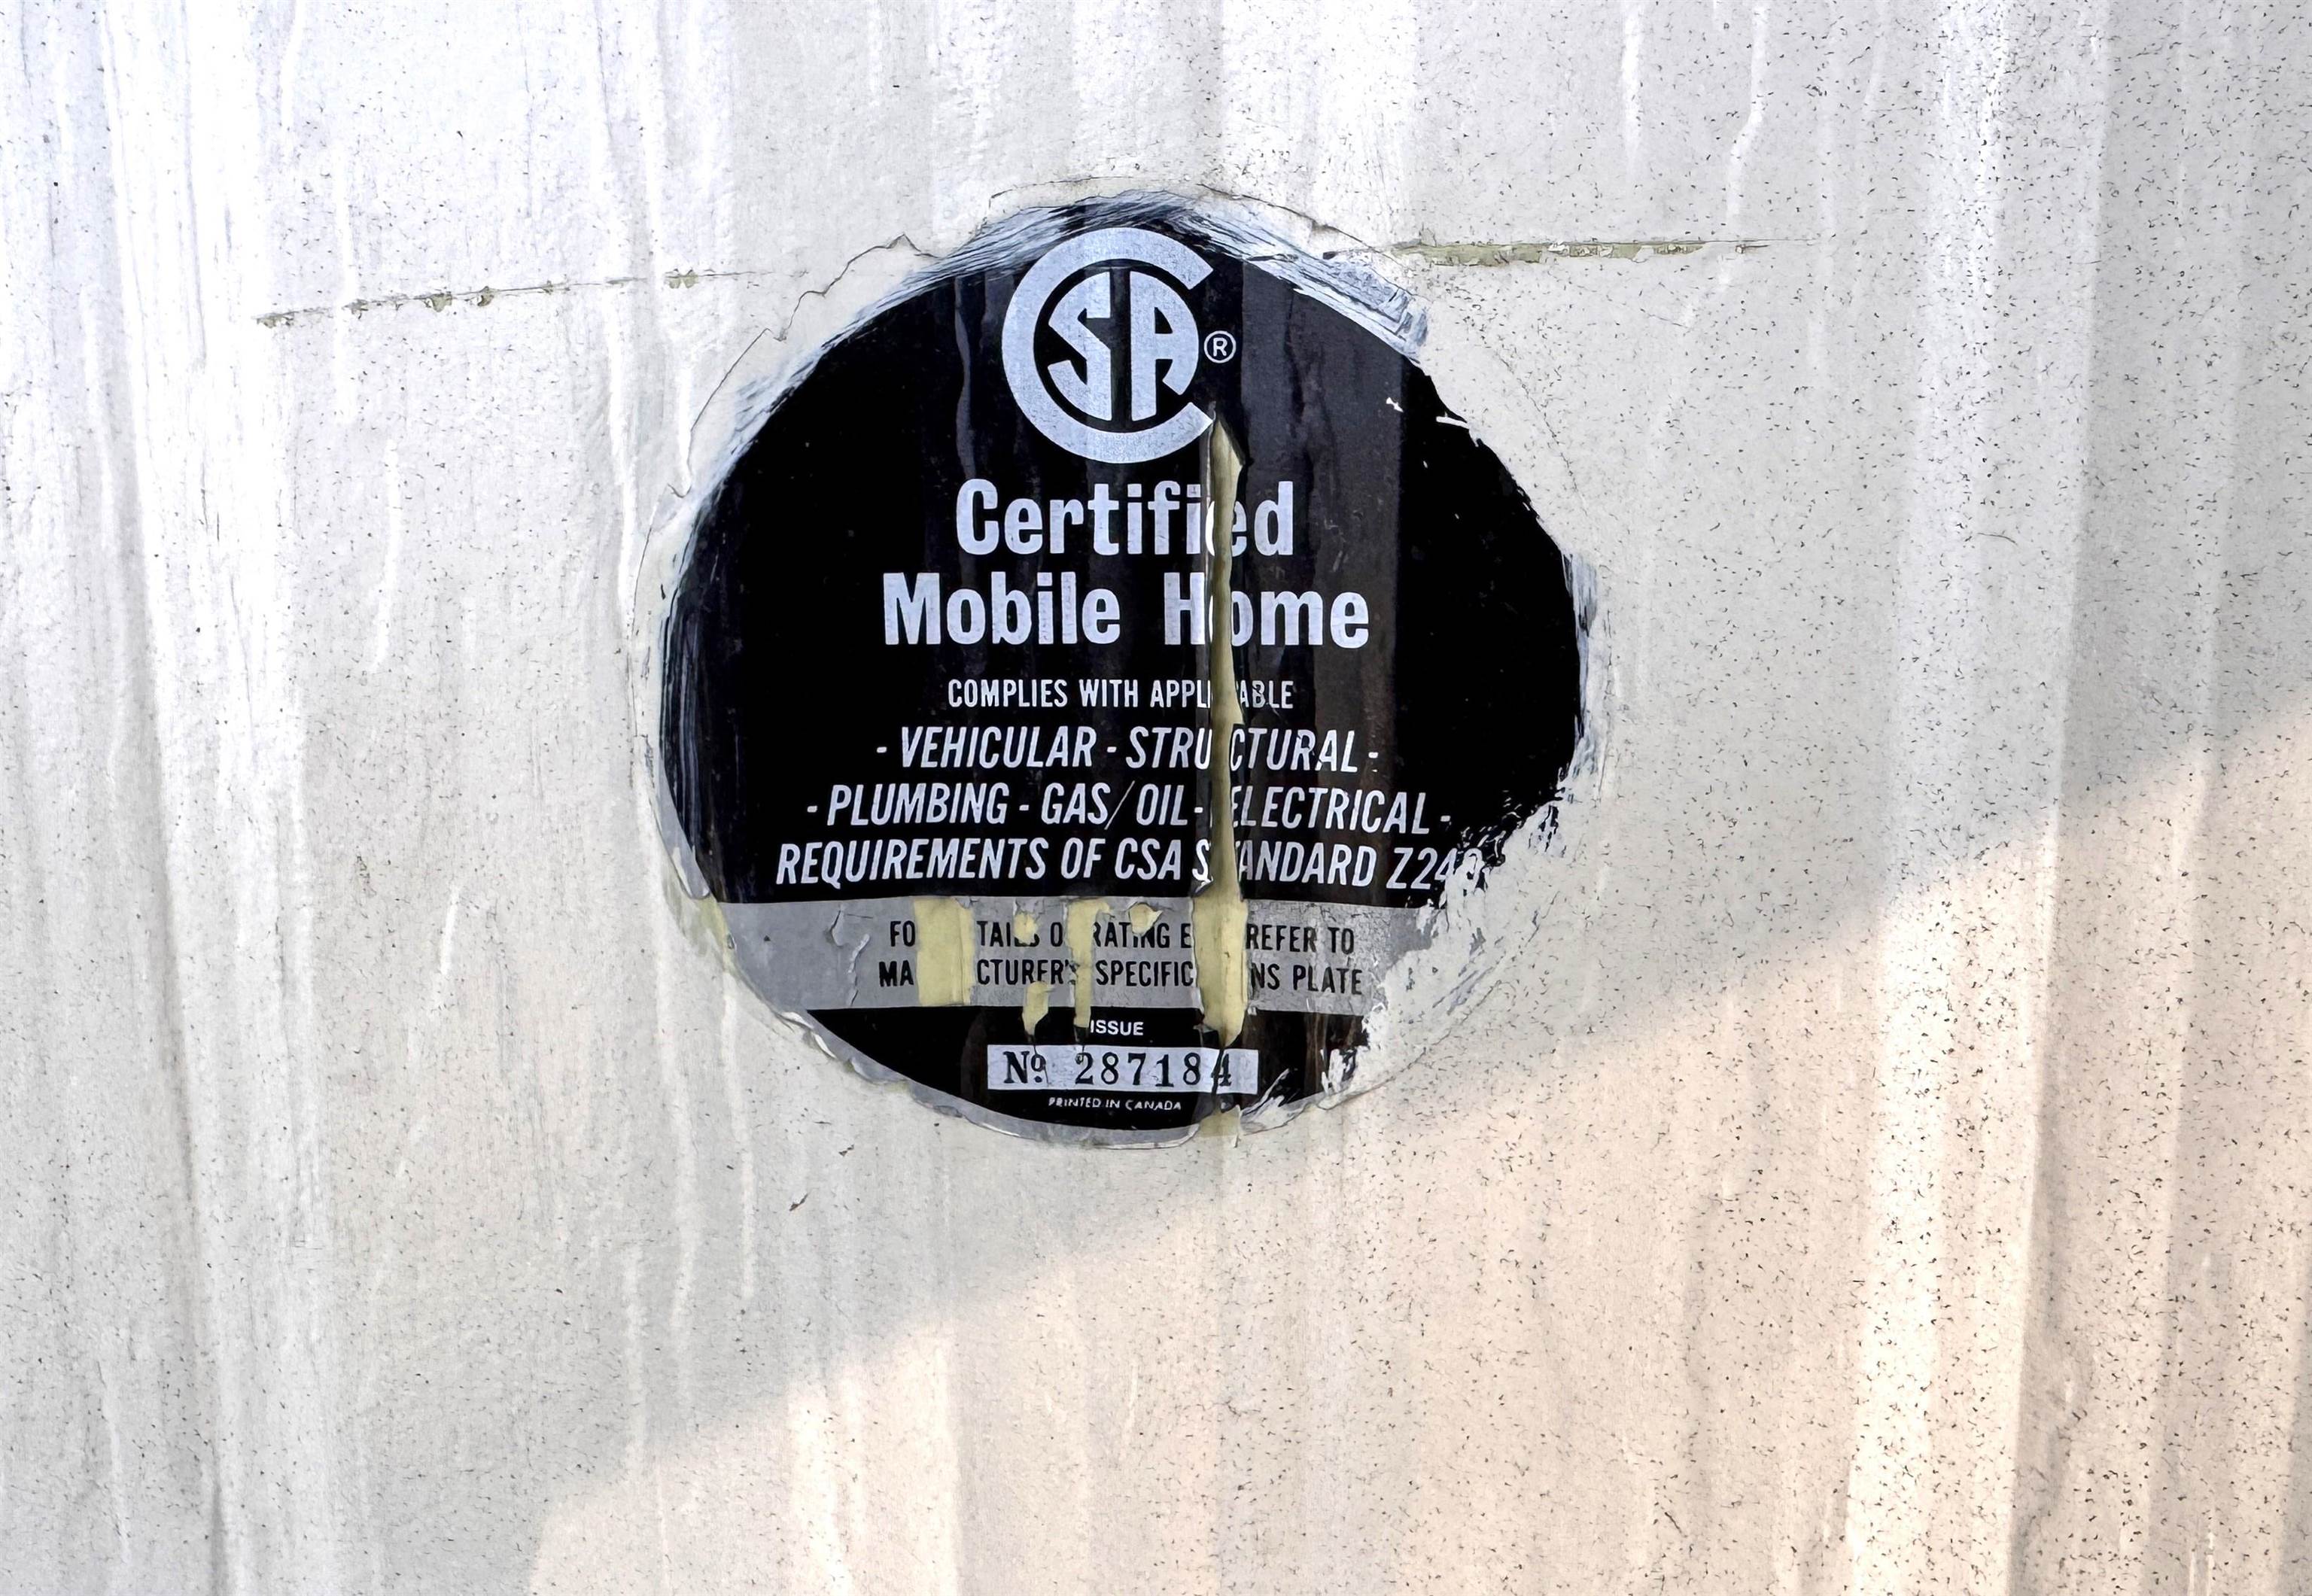 CSA ®
Certified
Mobile Home
COMPLIES WITH APPLICABLE
- VEHICULAR - STRUCTURAL -
- PLUMBING - GAS/OIL - ELECTRICAL -
REQUIREMENTS OF CSA STANDARD
REFER TO
PLATE
ISSUE
Nº 287184
PRINTED IN CANADA